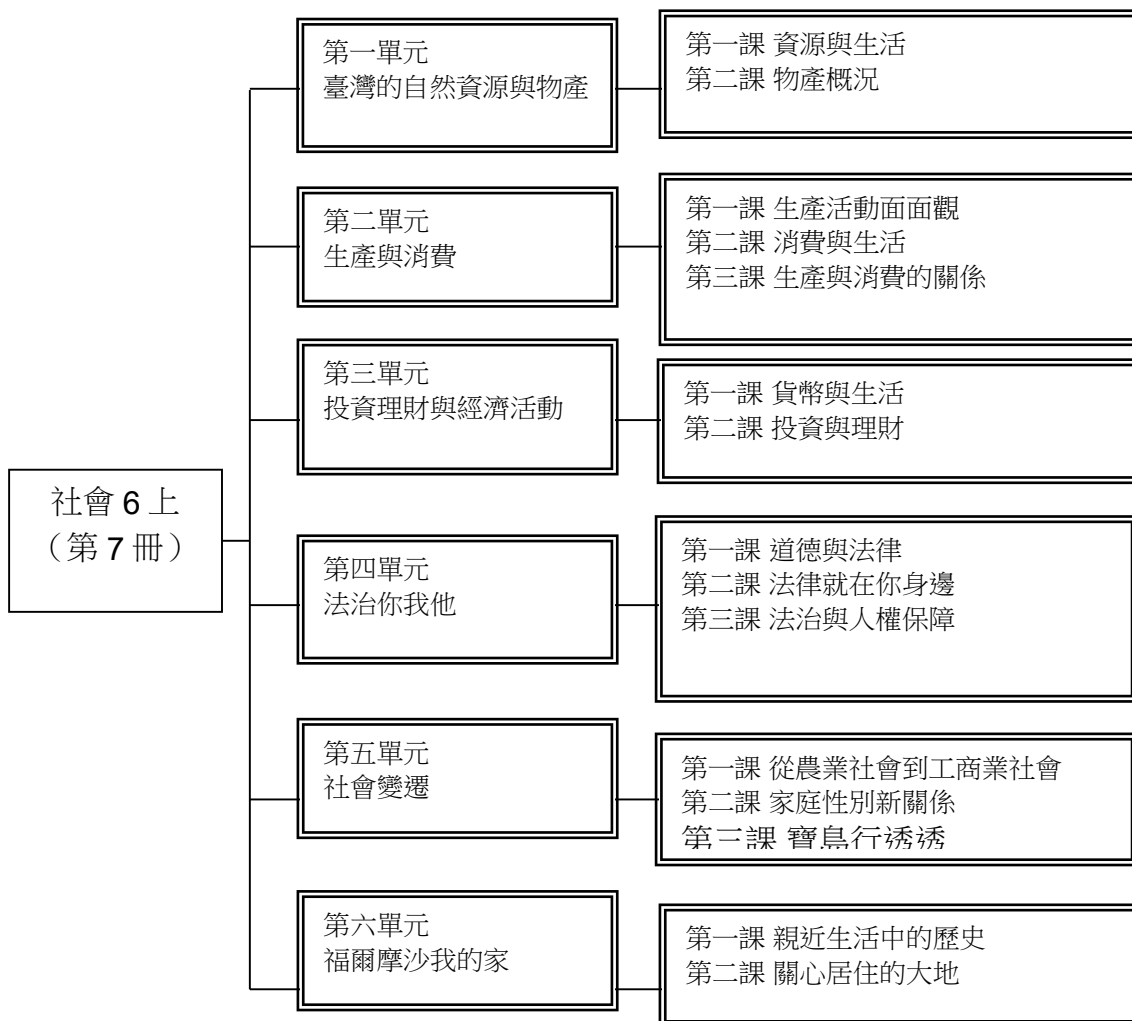 社會 6 上
（第 7 冊）
第一單元
臺灣的自然資源與物產
第一課 資源與生活
第二課 物產概況
第二單元
生產與消費
第一課 生產活動面面觀
第二課 消費與生活
第三課 生產與消費的關係
第三單元
投資理財與經濟活動
第一課 貨幣與生活
第二課 投資與理財
第四單元
法治你我他
第一課 道德與法律
第二課 法律就在你身邊
第三課 法治與人權保障
第五單元
社會變遷
第一課 從農業社會到工商業社會
第二課 家庭性別新關係
第三課 寶島行透透
第六單元
福爾摩沙我的家
第一課 親近生活中的歷史
第二課 關心居住的大地